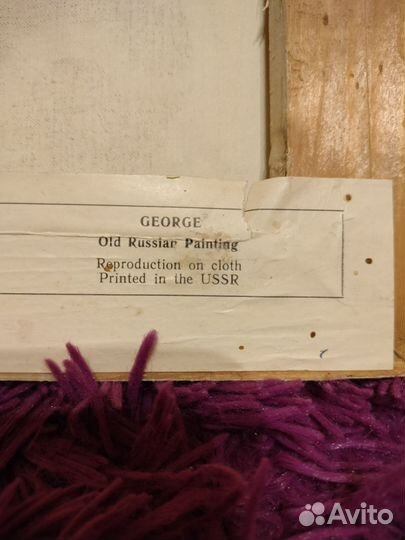 GEORGE
Old Russian Painting
Reproduction on cloth
Printed in the USSR
Avito